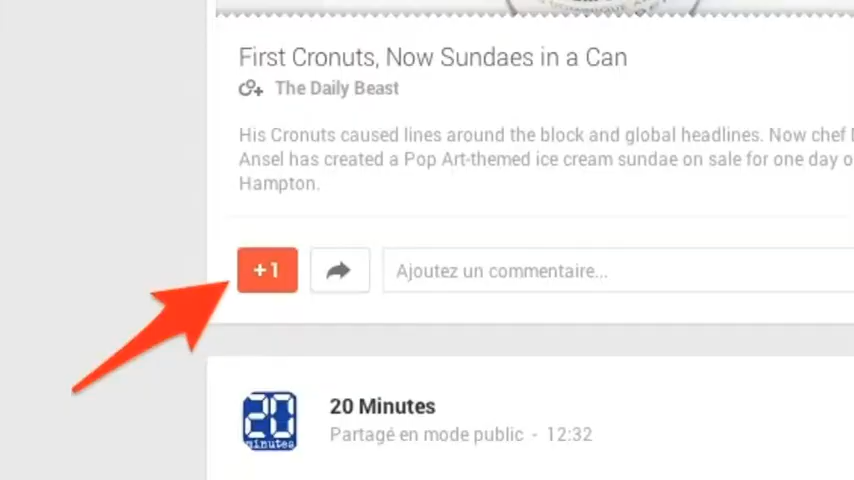 First Cronuts, Now Sundaes in a Can
The Daily Beast
His Cronuts caused lines around the block and global headlines. Now chef
Ansel has created a Pop Art-themed ice cream sundae on sale for one day
Hampton.
+1
Ajoutez un commentaire...
20
minutes
20 Minutes
Partagé en mode public - 12:32